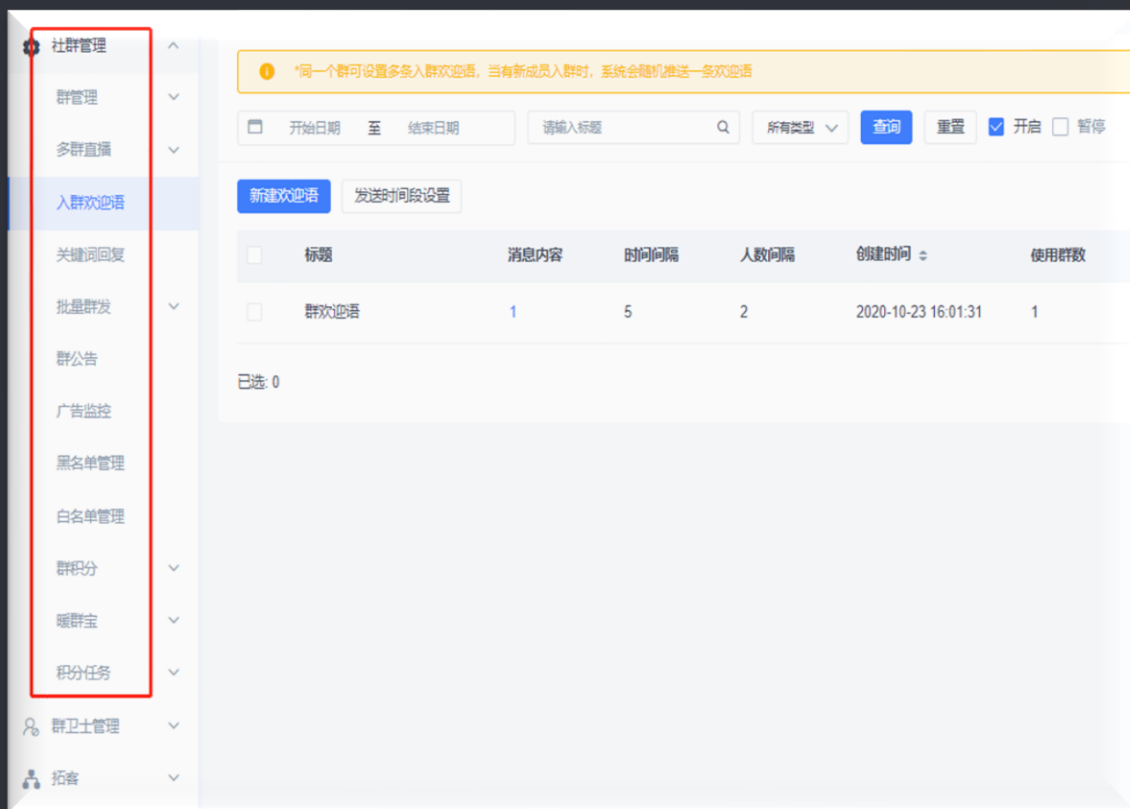 社群管理
群管理
多群直播
入群欢迎语
关键词回复
批量群发
群公告
广告监控
黑名单管理
白名单管理
群积分
暖群宝
积分任务
群卫士管理
拓客
*同一个群可设置多条入群欢迎语，当有新成员入群时，系统会随机推送一条欢迎语
开始日期 至 结束日期 请输入标题 所有类型 查询 重置 开启 暂停
新建欢迎语 发送时间段设置
标题 消息内容 时间间隔 人数间隔 创建时间 使用群数
群欢迎语 1 5 2 2020-10-23 16:01:31 1
已选: 0